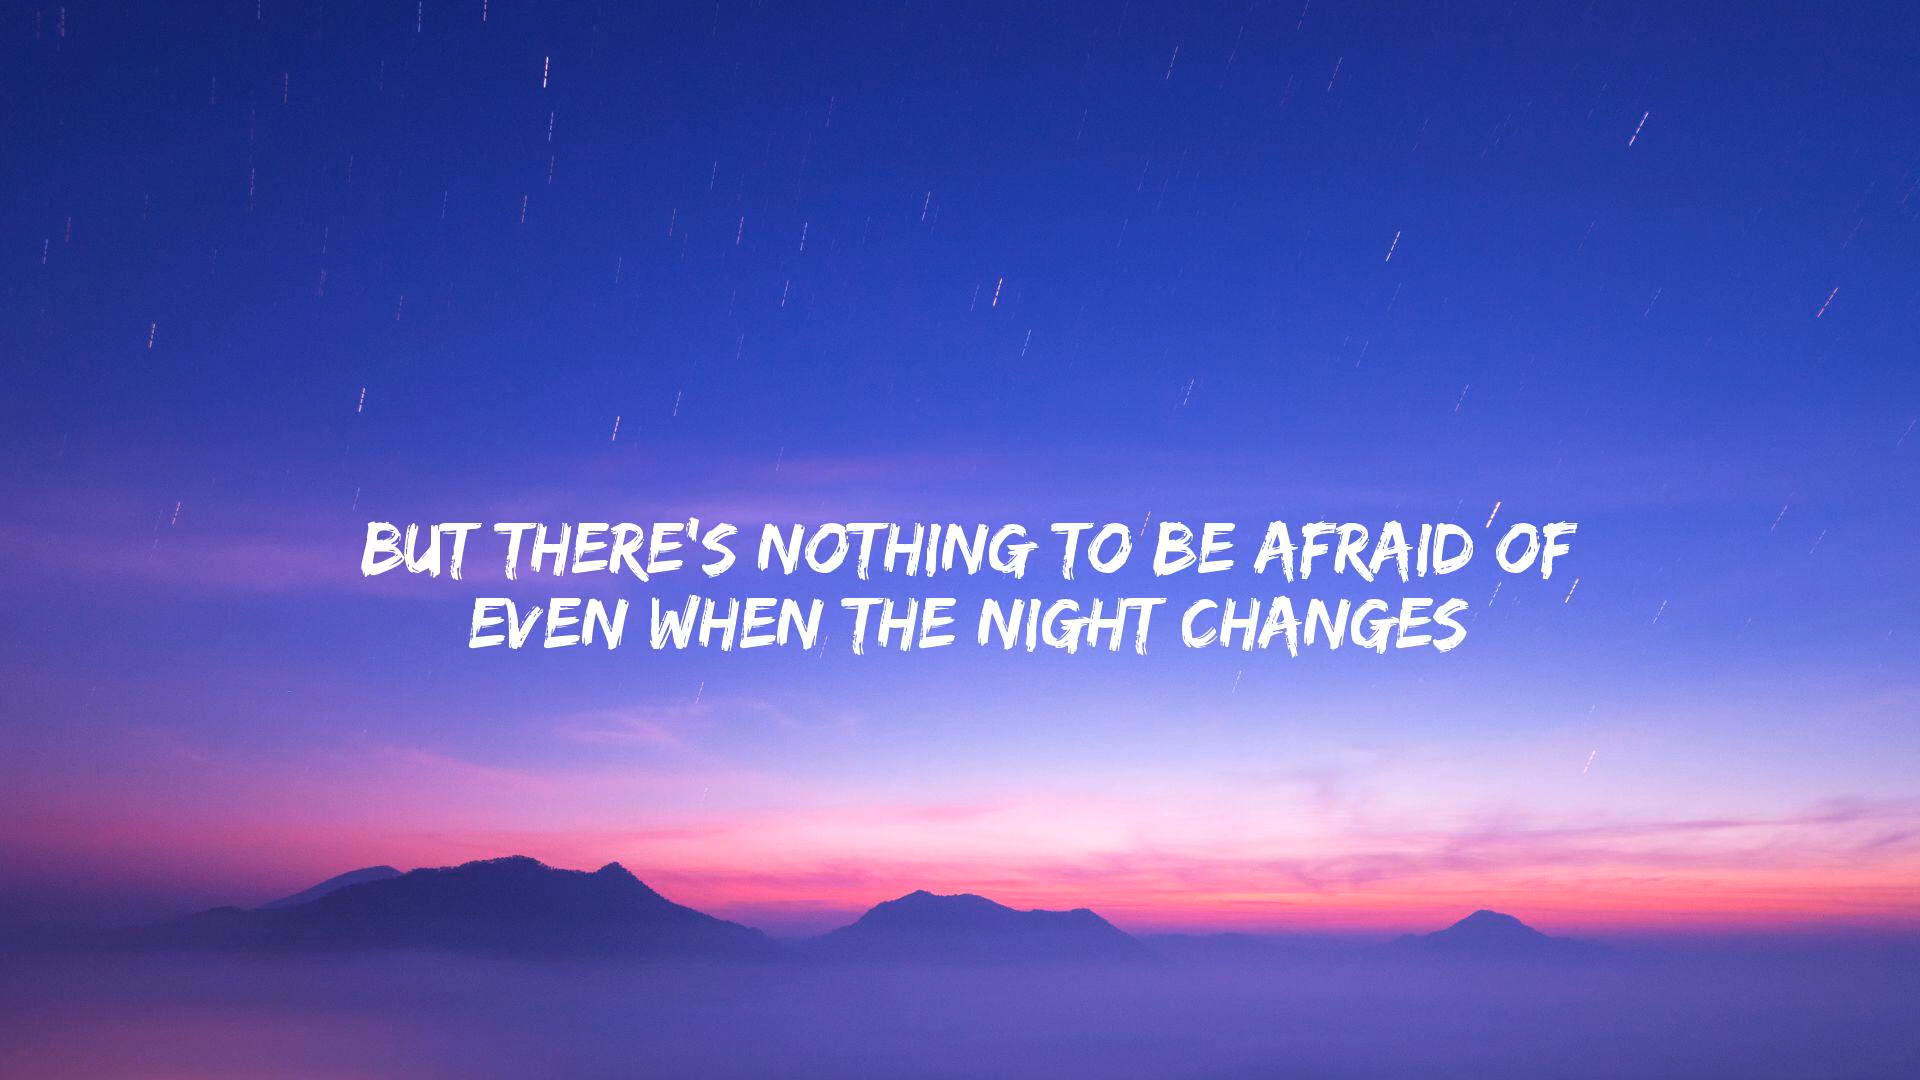 BUT THERE'S NOTHING TO BE AFRAID OF
EVEN WHEN THE NIGHT CHANGES